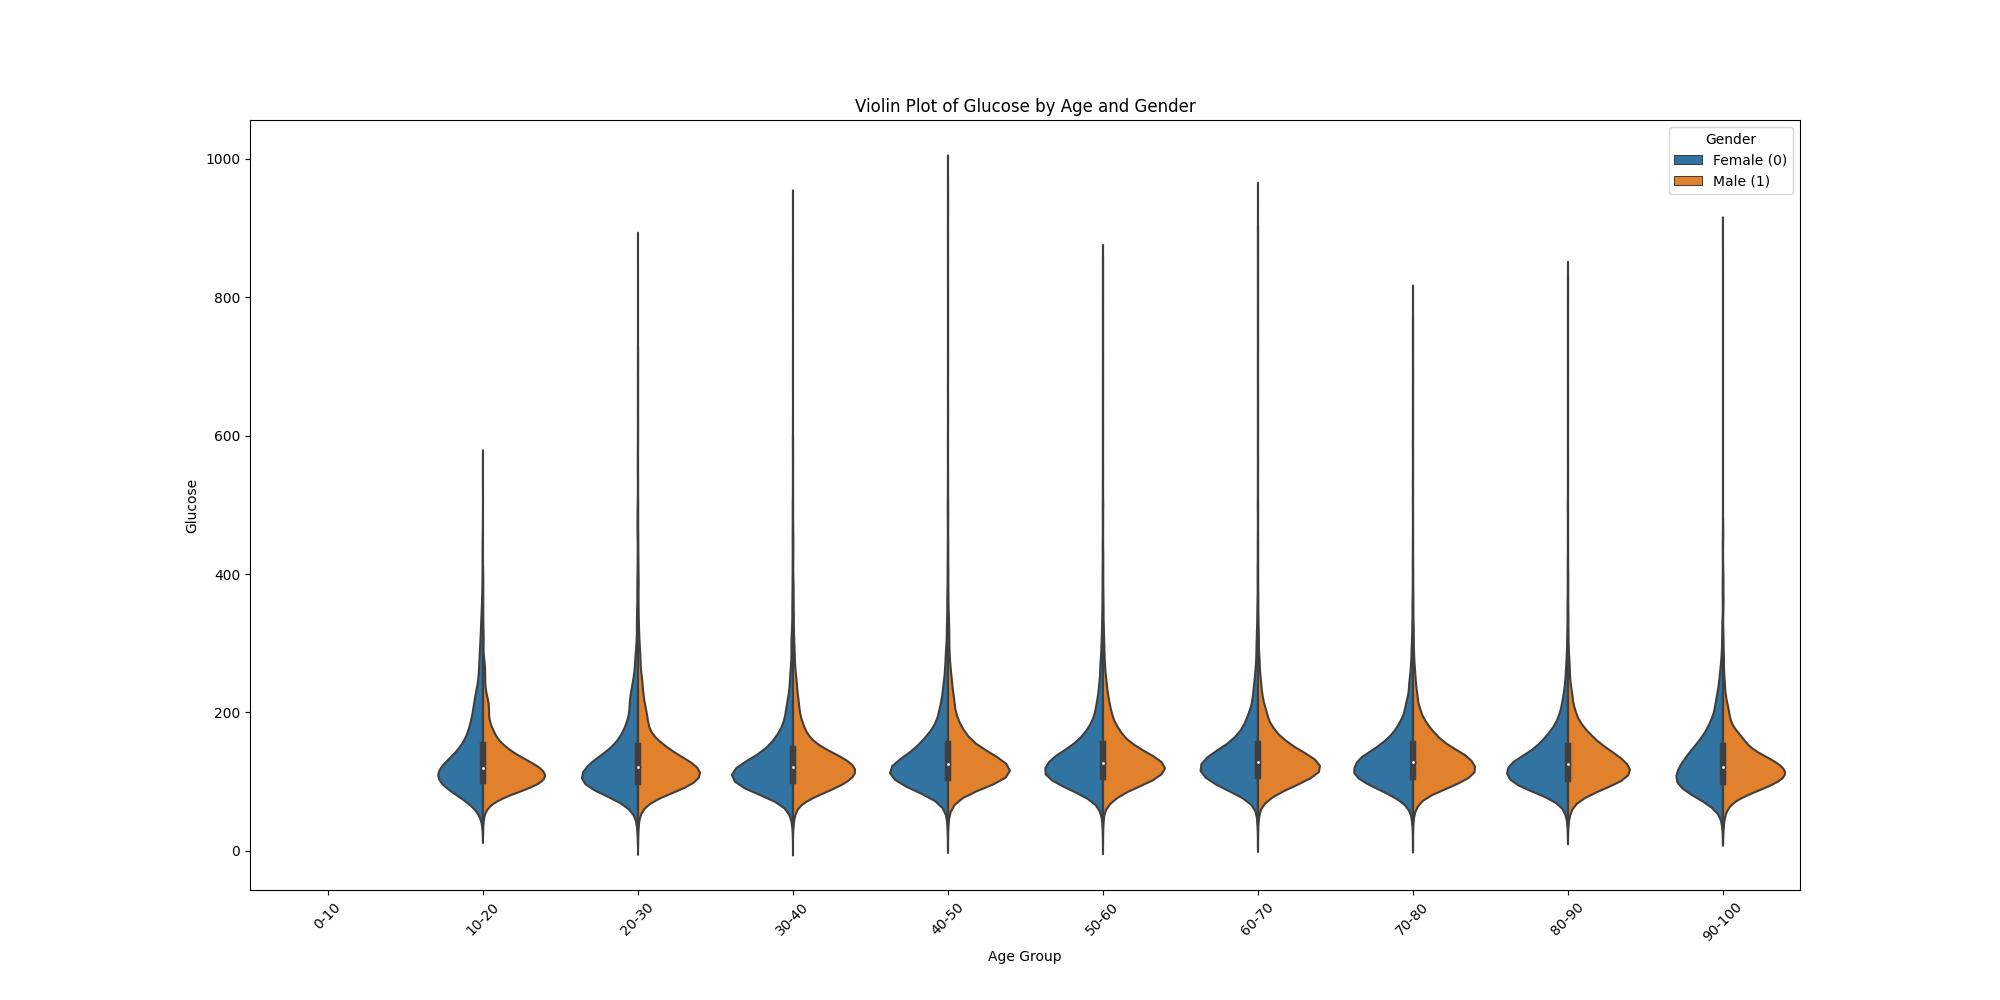 Violin Plot of Glucose by Age and Gender
Gender
Female (0)
Male (1)
1000
800
600
400
200
0
Glucose
0-10
10-20
20-30
30-40
40-50
50-60
60-70
70-80
80-90
90-100
Age Group